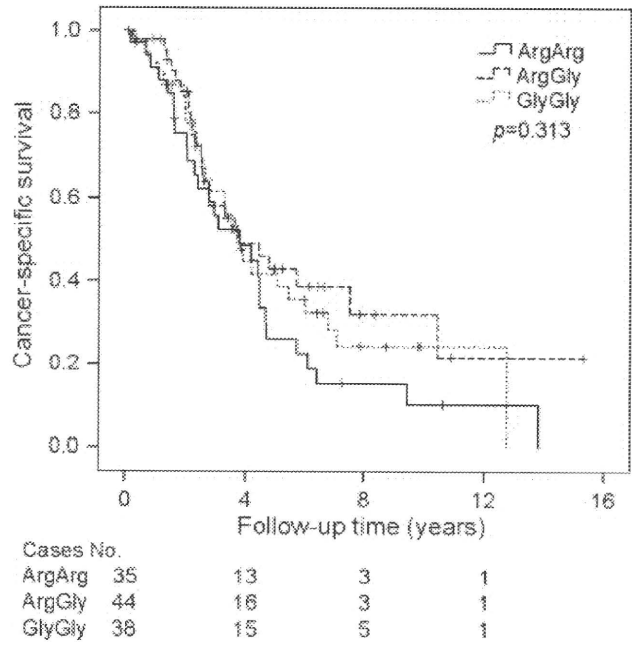 1.0
0.8
0.6
0.4
0.2
0.0
Cancer-specific survival
ArgArg
ArgGly
GlyGly
p=0.313
0 4 8 12 16
Follow-up time (years)
Cases No.
ArgArg 35 13 3 1
ArgGly 44 16 3 1
GlyGly 38 15 5 1